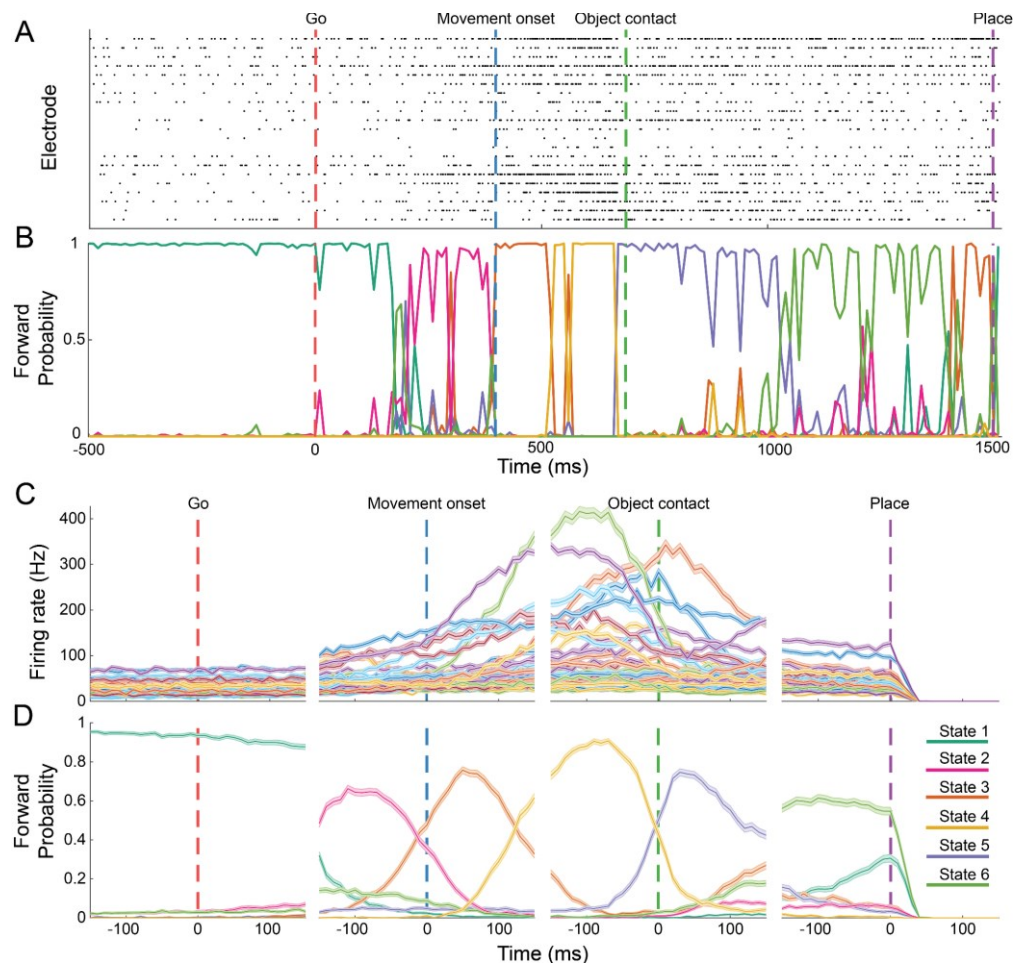 A
Go Movement onset Object contact Place
Electrode
B
1
0.5
0
Forward
Probability
-500 0 500 1000 1500
Time (ms)
C
Go Movement onset Object contact Place
400
300
200
100
0
Firing rate (Hz)
D
1
0.8
0.6
0.4
0.2
0
Forward
Probability
State 1
State 2
State 3
State 4
State 5
State 6
-100 0 100 -100 0 100 -100 0 100 -100 0 100
Time (ms)